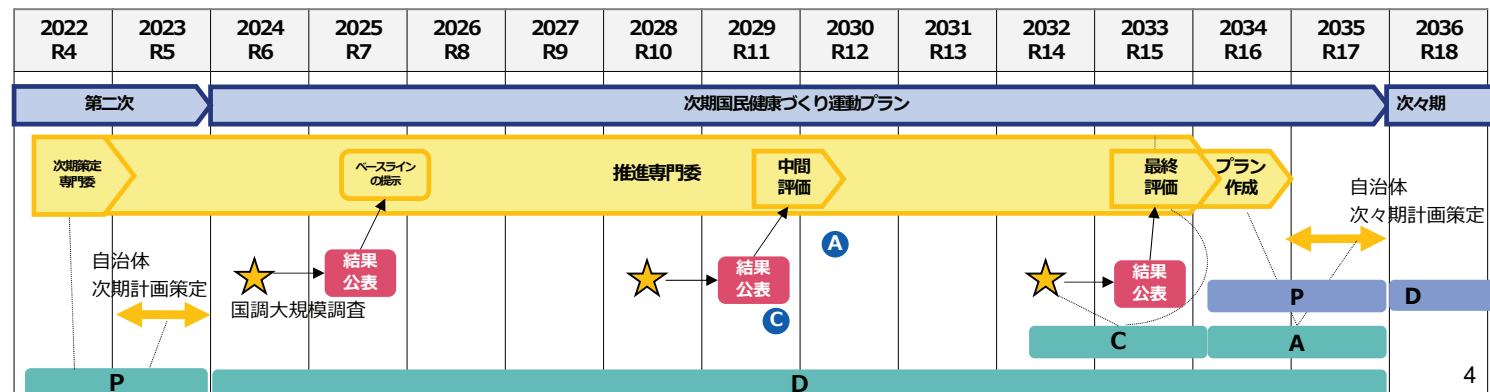 2022 2023 2024 2025 2026 2027 2028 2029 2030 2031 2032 2033 2034 2035 2036
R4 R5 R6 R7 R8 R9 R10 R11 R12 R13 R14 R15 R16 R17 R18
第二次 次期国民健康づくり運動プラン 次々期
次期策定
専門委
ベースライン
の提示
推進専門委
中間
評価
最終
評価
プラン
作成
自治体
次々期計画策定
A
自治体
次期計画策定
結果
公表
結果
公表
結果
公表
国調大規模調査
P D
C
C A
P D
4